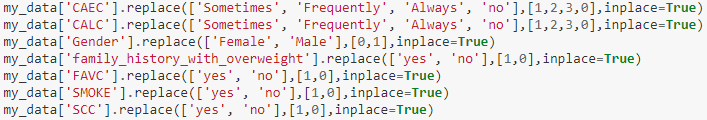 my_data['CAEC'].replace(['Sometimes', 'Frequently', 'Always', 'no'],[1,2,3,0],inplace=True)
my_data['CALC'].replace(['Sometimes', 'Frequently', 'Always', 'no'],[1,2,3,0],inplace=True)
my_data['Gender'].replace(['Female', 'Male'],[0,1],inplace=True)
my_data['family_history_with_overweight'].replace(['yes', 'no'],[1,0],inplace=True)
my_data['FAVC'].replace(['yes', 'no'],[1,0],inplace=True)
my_data['SMOKE'].replace(['yes', 'no'],[1,0],inplace=True)
my_data['SCC'].replace(['yes', 'no'],[1,0],inplace=True)